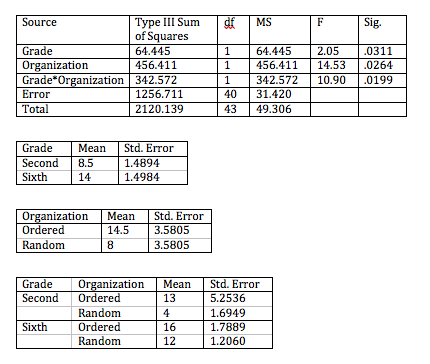 Source Type III Sum of Squares df MS F Sig.
Grade 64.445 1 64.445 2.05 .0311
Organization 456.411 1 456.411 14.53 .0264
Grade*Organization 342.572 1 342.572 10.90 .0199
Error 1256.711 40 31.420
Total 2120.139 43 49.306
Grade Mean Std. Error
Second 8.5 1.4894
Sixth 14 1.4984
Organization Mean Std. Error
Ordered 14.5 3.5805
Random 8 3.5805
Grade Organization Mean Std. Error
Second Ordered 13 5.2536
Random 4 1.6949
Sixth Ordered 16 1.7889
Random 12 1.2060